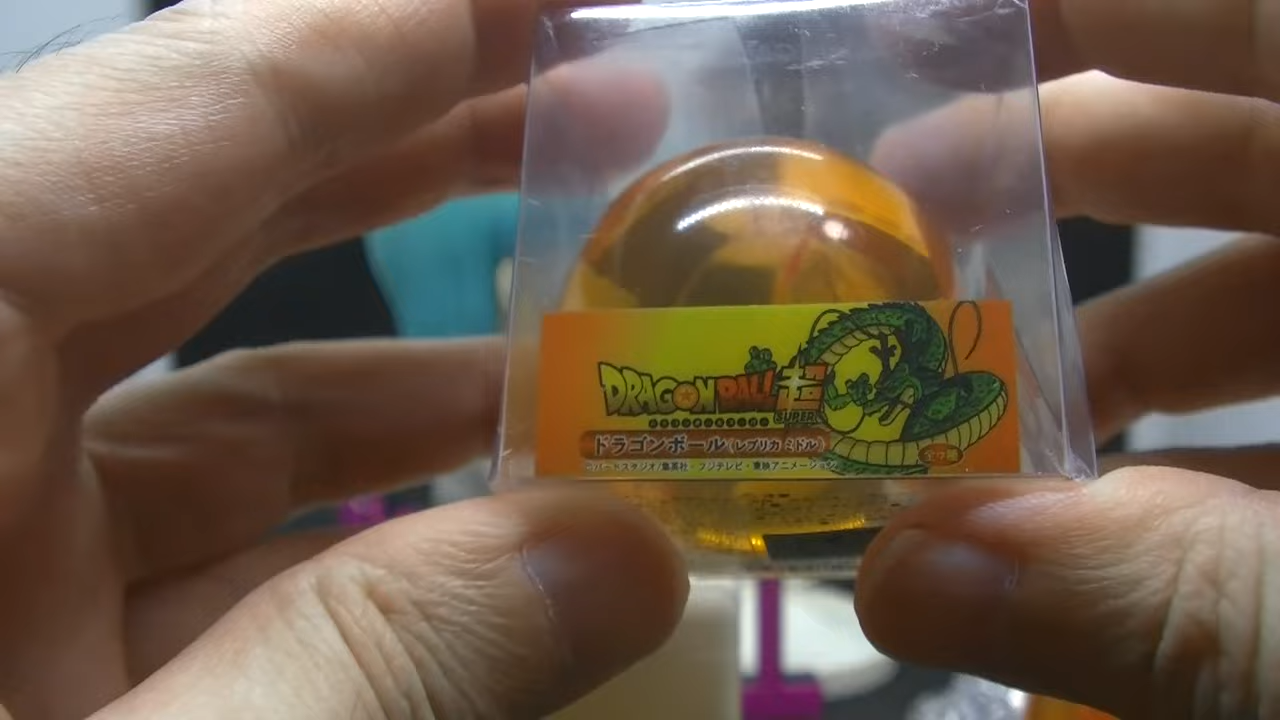 DRAGON BALL超
SUPER
ドラゴンボール(レプリカ ミドル)
©バードスタジオ/集英社・フジテレビ・東映アニメーション
全7種